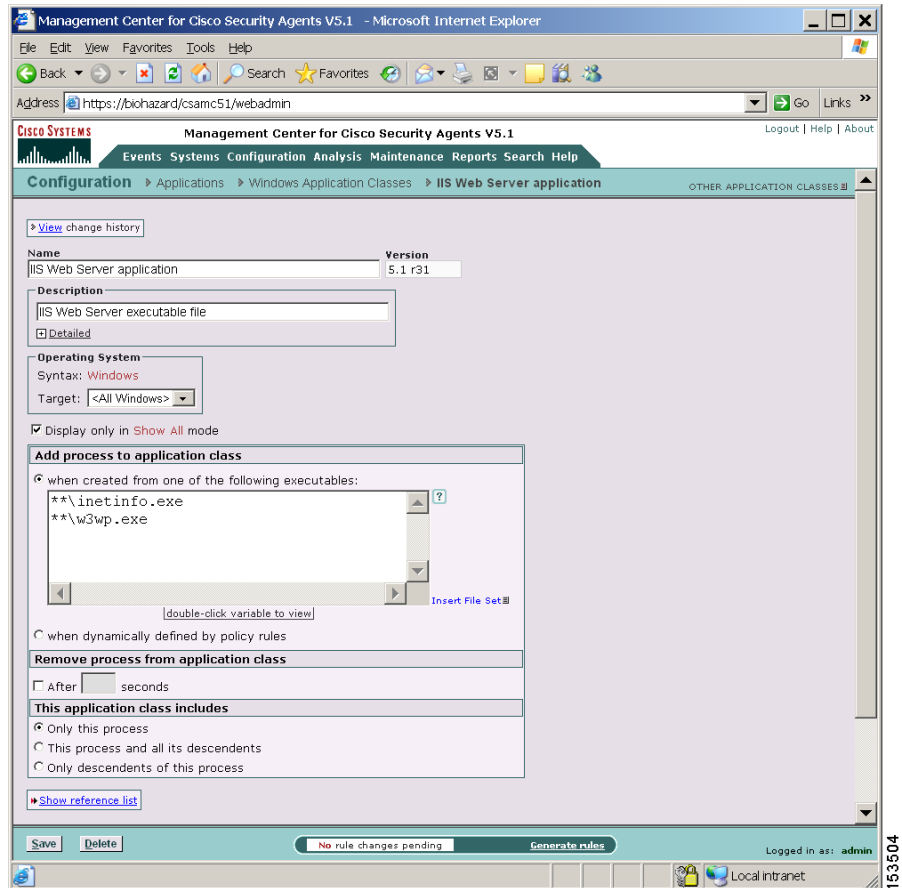 Management Center for Cisco Security Agents V5.1 - Microsoft Internet Explorer
File Edit View Favorites Tools Help
Back Search Favorites
Address https://biohazard/csamc51/webadmin Go Links »
CISCO SYSTEMS Management Center for Cisco Security Agents V5.1 Logout | Help | About
Events Systems Configuration Analysis Maintenance Reports Search Help
Configuration Applications Windows Application Classes IIS Web Server application OTHER APPLICATION CLASSES
View change history
Name Version
IIS Web Server application 5.1 r31
Description
IIS Web Server executable file
Detailed
Operating System
Syntax: Windows
Target: <All Windows>
Display only in Show All mode
Add process to application class
when created from one of the following executables:
**\inetinfo.exe ?
**\w3wp.exe
Insert File Set
double-click variable to view
when dynamically defined by policy rules
Remove process from application class
After seconds
This application class includes
Only this process
This process and all its descendents
Only descendents of this process
Show reference list
Save Delete No rule changes pending Generate rules Logged in as: admin
Local intranet
153504